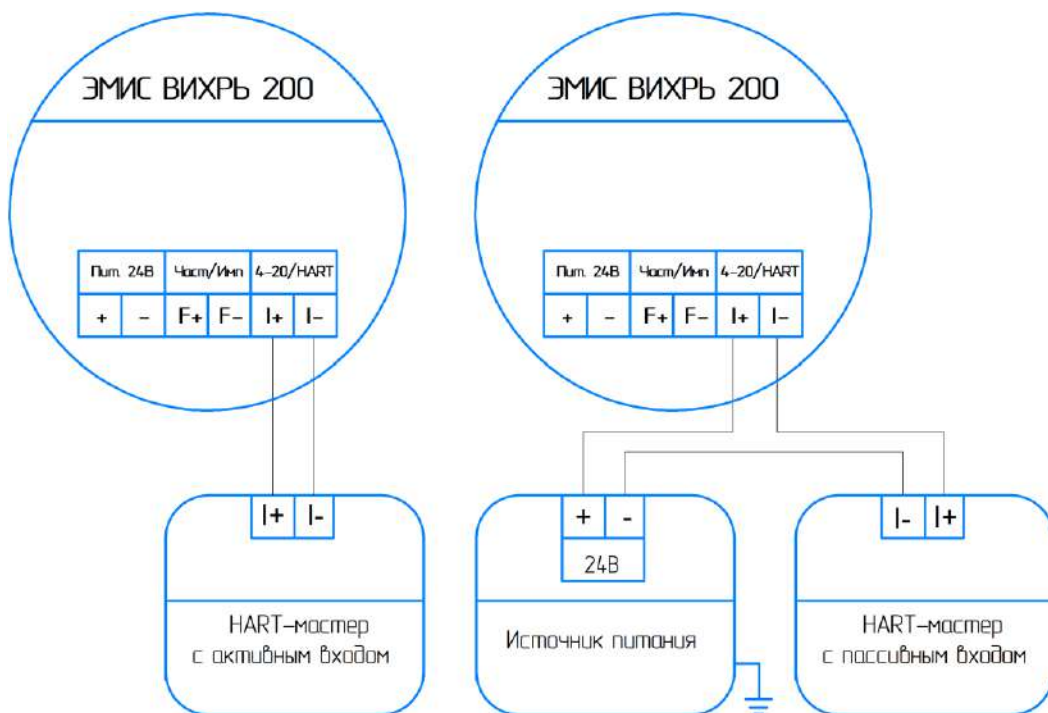 ЭМИС ВИХРЬ 200
Пит. 24В Част/Имп 4-20/HART
+ - F+ F- I+ I-
I+ I-
HART-мастер
с активным входом
ЭМИС ВИХРЬ 200
Пит. 24В Част/Имп 4-20/HART
+ - F+ F- I+ I-
+ -
24В
Источник питания
I- I+
HART-мастер
с пассивным входом